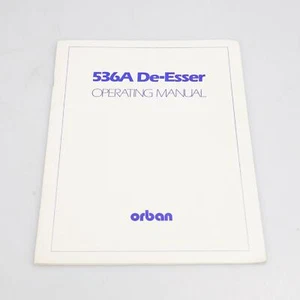 536A De-Esser
OPERATING MANUAL
orban